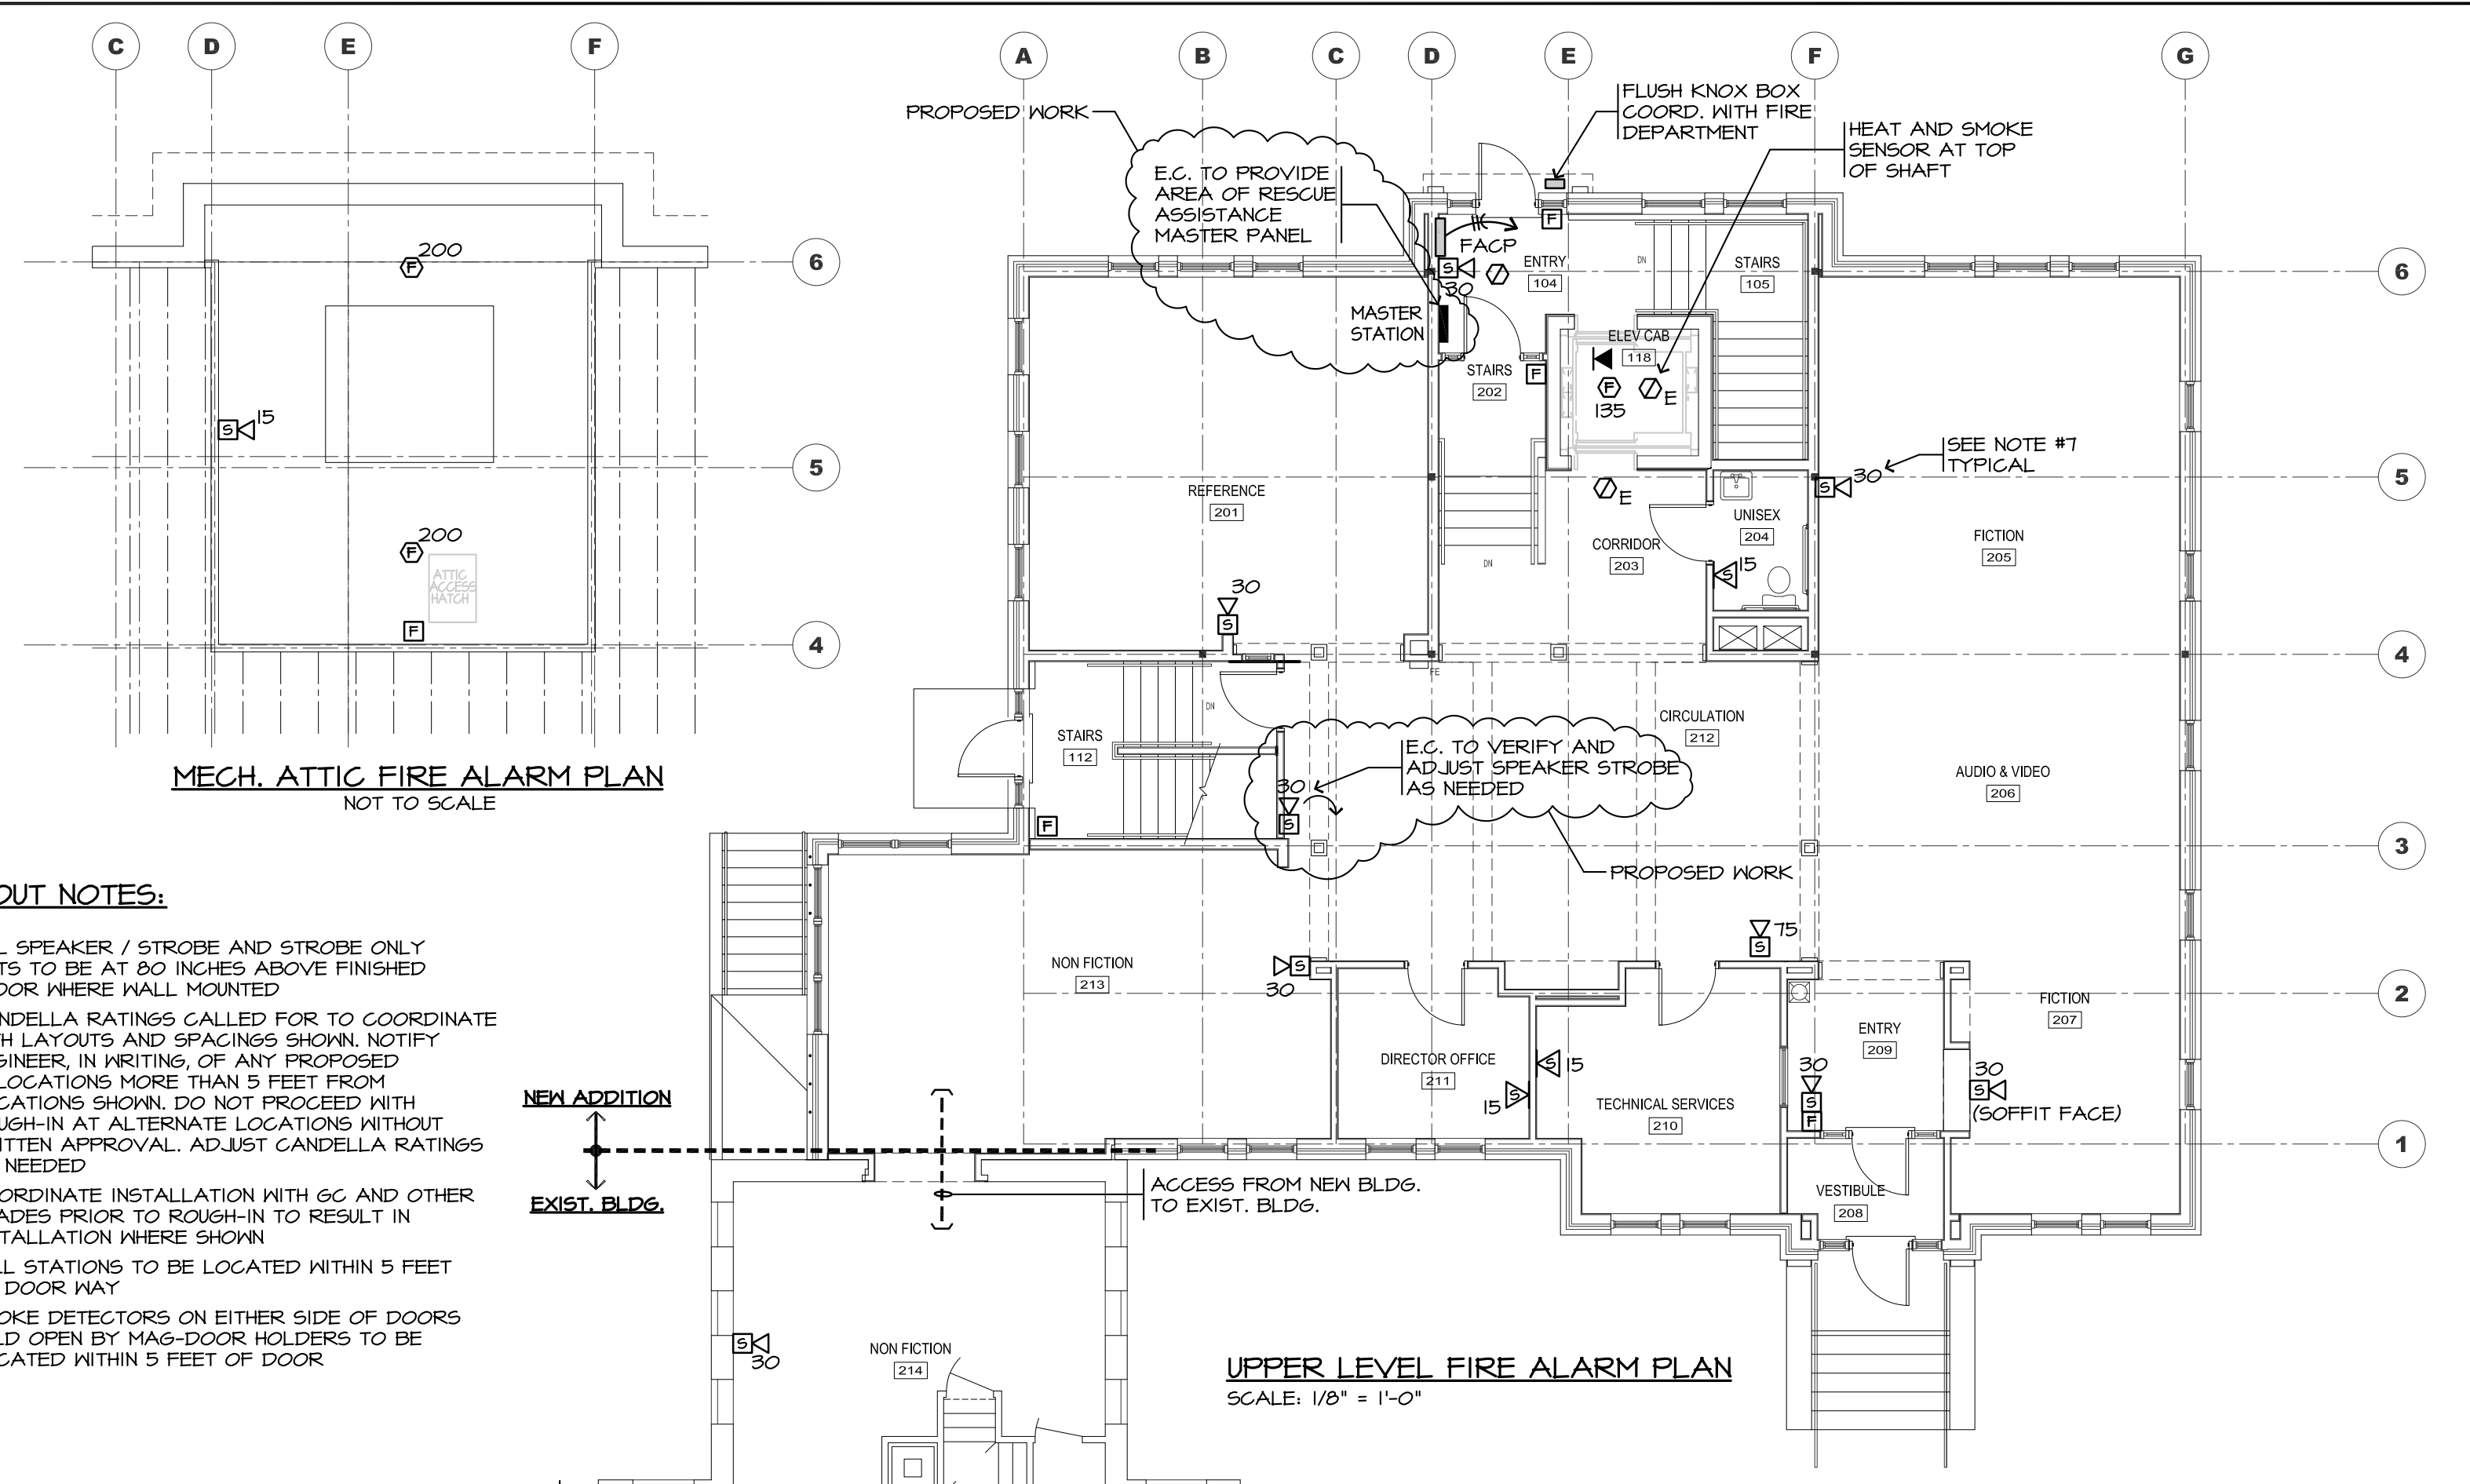 C D E F
200
6
15
5
200
ATTIC
ACCESS
HATCH
F
4
MECH. ATTIC FIRE ALARM PLAN
NOT TO SCALE
OUT NOTES:
SPEAKER / STROBE AND STROBE ONLY
TS TO BE AT 80 INCHES ABOVE FINISHED
OOR WHERE WALL MOUNTED
NDELLA RATINGS CALLED FOR TO COORDINATE
TH LAYOUTS AND SPACINGS SHOWN. NOTIFY
GINEER, IN WRITING, OF ANY PROPOSED
LOCATIONS MORE THAN 5 FEET FROM
CATIONS SHOWN. DO NOT PROCEED WITH
UGH-IN AT ALTERNATE LOCATIONS WITHOUT
ITTEN APPROVAL. ADJUST CANDELLA RATINGS
NEEDED
ORDINATE INSTALLATION WITH GC AND OTHER
ADES PRIOR TO ROUGH-IN TO RESULT IN
TALLATION WHERE SHOWN
LL STATIONS TO BE LOCATED WITHIN 5 FEET
DOOR WAY
OKE DETECTORS ON EITHER SIDE OF DOORS
LD OPEN BY MAG-DOOR HOLDERS TO BE
CATED WITHIN 5 FEET OF DOOR
A B C D E F G
PROPOSED WORK
FLUSH KNOX BOX
COORD. WITH FIRE
DEPARTMENT
HEAT AND SMOKE
SENSOR AT TOP
OF SHAFT
E.C. TO PROVIDE
AREA OF RESCUE
ASSISTANCE
MASTER PANEL
F
FACP
S
30
ENTRY
104
DN
STAIRS
105
6
MASTER
STATION
STAIRS
202
F
ELEV CAB
118
F
135
E
SEE NOTE #7
TYPICAL
S 30
5
REFERENCE
201
E
UNISEX
204
S 15
CORRIDOR
203
DN
FICTION
205
30
S
4
FE
STAIRS
112
DN
CIRCULATION
212
E.C. TO VERIFY AND
ADJUST SPEAKER STROBE
AS NEEDED
30
S
F
AUDIO & VIDEO
206
3
PROPOSED WORK
75
S
NON FICTION
213
S
30
2
FICTION
207
ENTRY
209
DIRECTOR OFFICE
211
S 15
15 S
TECHNICAL SERVICES
210
30
S
F
30
S
(SOFFIT FACE)
1
NEW ADDITION
EXIST. BLDG.
ACCESS FROM NEW BLDG.
TO EXIST. BLDG.
VESTIBULE
208
S
30
NON FICTION
214
UPPER LEVEL FIRE ALARM PLAN
SCALE: 1/8" = 1'-0"